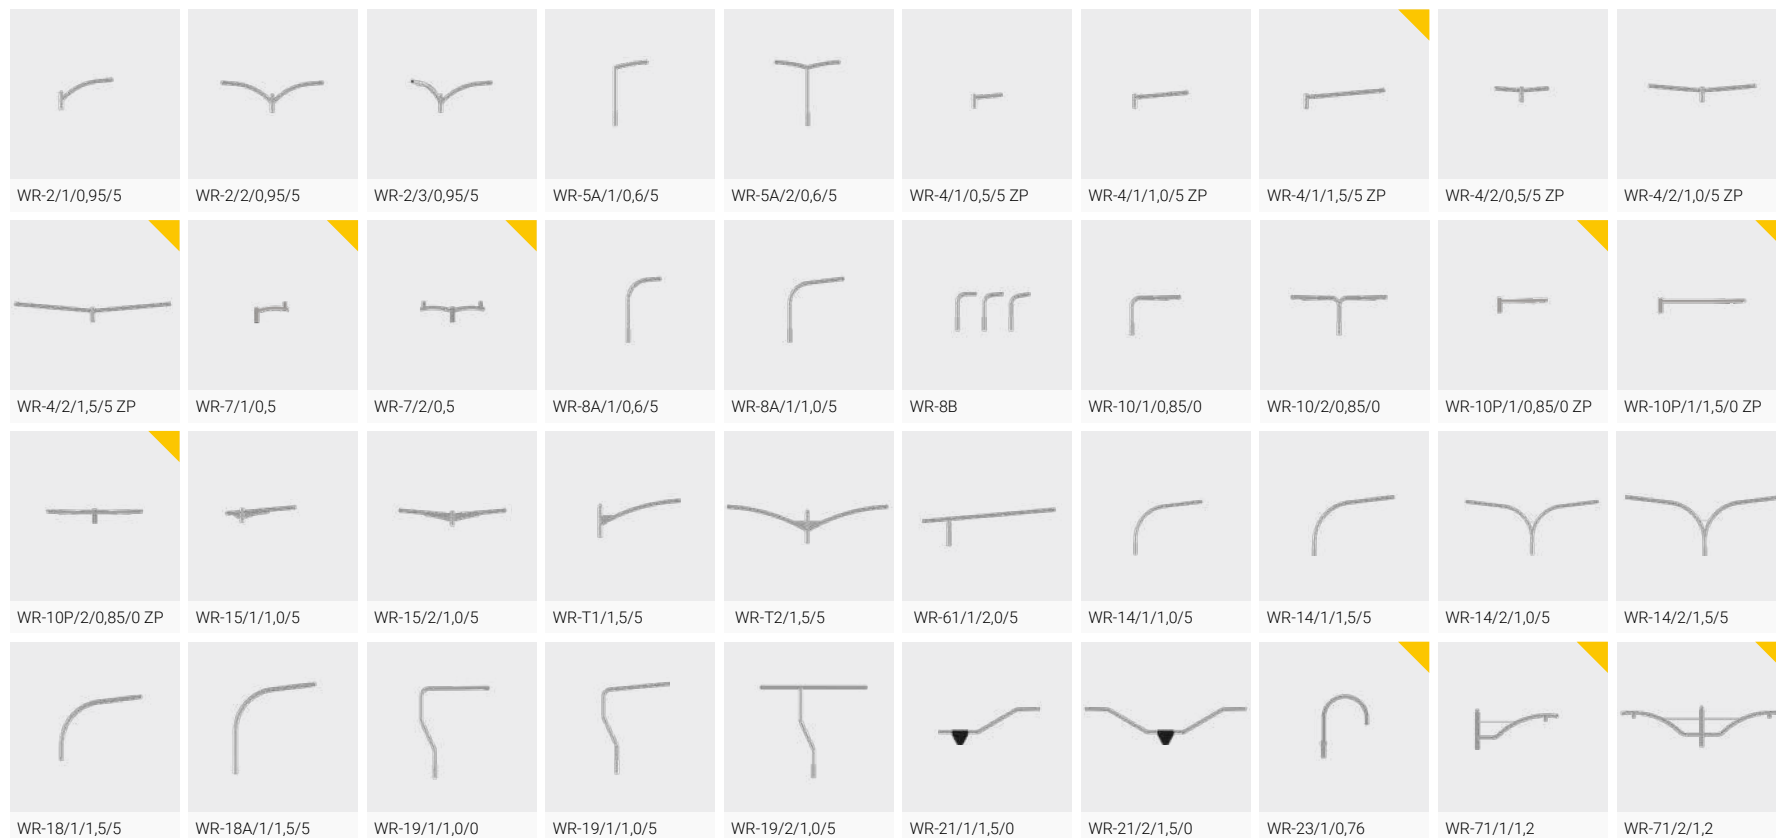 WR-2/1/0,95/5
WR-2/2/0,95/5
WR-2/3/0,95/5
WR-5A/1/0,6/5
WR-5A/2/0,6/5
WR-4/1/0,5/5 ZP
WR-4/1/1,0/5 ZP
WR-4/1/1,5/5 ZP
WR-4/2/0,5/5 ZP
WR-4/2/1,0/5 ZP
WR-4/2/1,5/5 ZP
WR-7/1/0,5
WR-7/2/0,5
WR-8A/1/0,6/5
WR-8A/1/1,0/5
WR-8B
WR-10/1/0,85/0
WR-10/2/0,85/0
WR-10P/1/0,85/0 ZP
WR-10P/1/1,5/0 ZP
WR-10P/2/0,85/0 ZP
WR-15/1/1,0/5
WR-15/2/1,0/5
WR-T1/1,5/5
WR-T2/1,5/5
WR-61/1/2,0/5
WR-14/1/1,0/5
WR-14/1/1,5/5
WR-14/2/1,0/5
WR-14/2/1,5/5
WR-18/1/1,5/5
WR-18A/1/1,5/5
WR-19/1/1,0/0
WR-19/1/1,0/5
WR-19/2/1,0/5
WR-21/1/1,5/0
WR-21/2/1,5/0
WR-23/1/0,76
WR-71/1/1,2
WR-71/2/1,2